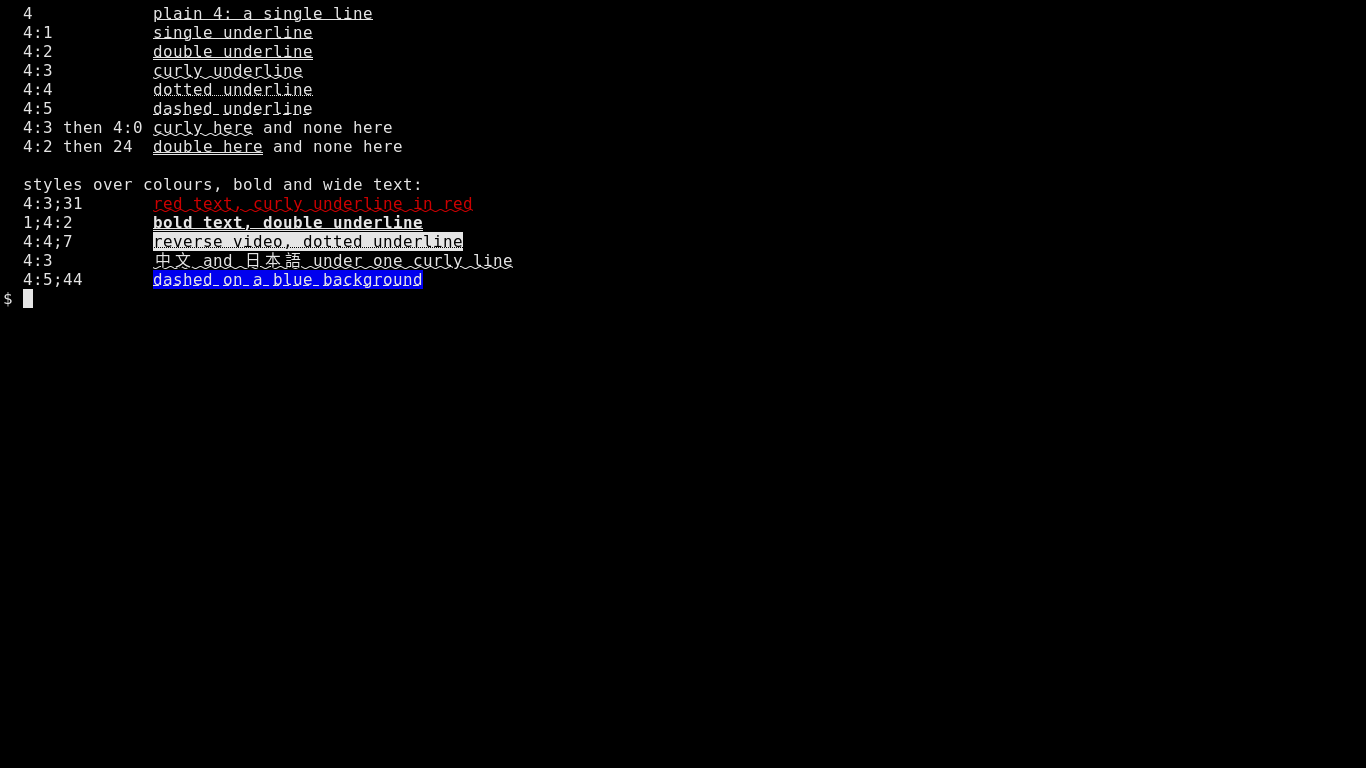 4            plain 4: a single line
4:1          single underline
4:2          double underline
4:3          curly underline
4:4          dotted underline
4:5          dashed underline
4:3 then 4:0 curly here and none here
4:2 then 24  double here and none here
styles over colours, bold and wide text:
4:3;31       red text, curly underline in red
1;4:2        bold text, double underline
4:4;7        reverse video, dotted underline
4:3          中文 and 日本語 under one curly line
4:5;44       dashed on a blue background
$